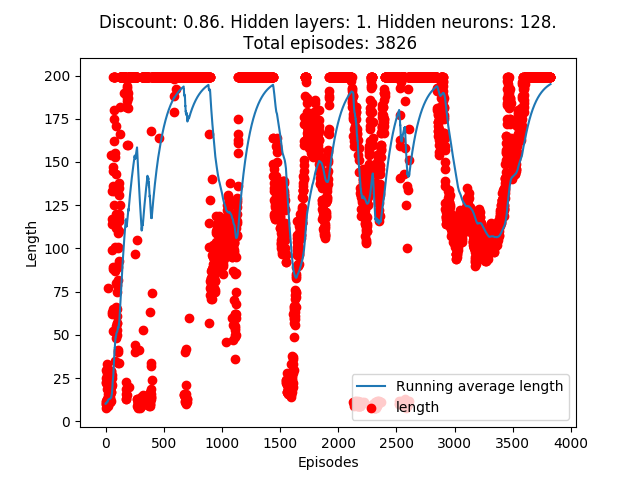 Discount: 0.86. Hidden layers: 1. Hidden neurons: 128.
Total episodes: 3826
200
175
150
125
100
75
50
25
0
Length
Running average length
length
0 500 1000 1500 2000 2500 3000 3500 4000
Episodes